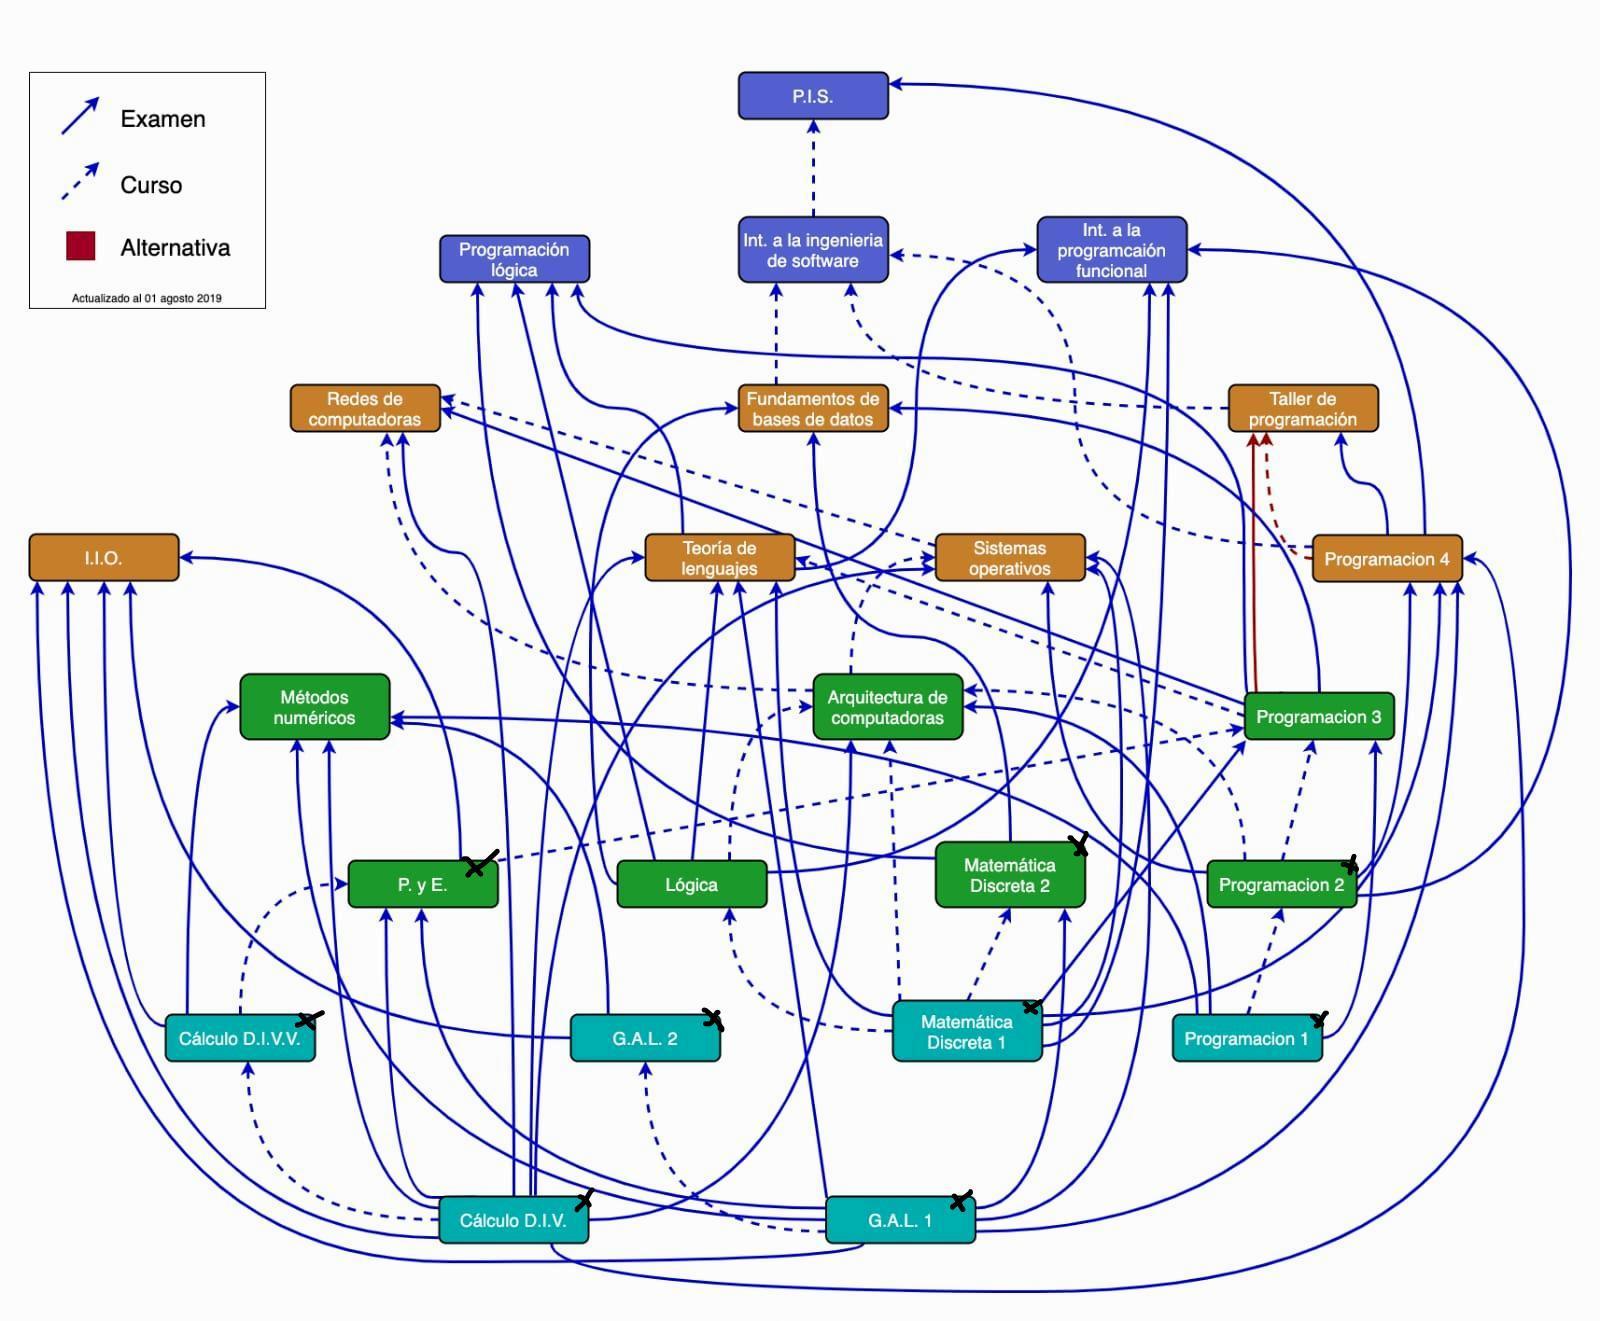 Examen
Curso
Alternativa
Actualizado al 01 agosto 2019
P.I.S.
Programación
lógica
Int. a la ingenieria
de software
Int. a la
programcaión
funcional
Redes de
computadoras
Fundamentos de
bases de datos
Taller de
programación
I.I.O.
Teoría de
lenguajes
Sistemas
operativos
Programacion 4
Métodos
numéricos
Arquitectura de
computadoras
Programacion 3
P. y E.
Lógica
Matemática
Discreta 2
Programacion 2
Cálculo D.I.V.V.
G.A.L. 2
Matemática
Discreta 1
Programacion 1
Cálculo D.I.V.
G.A.L. 1